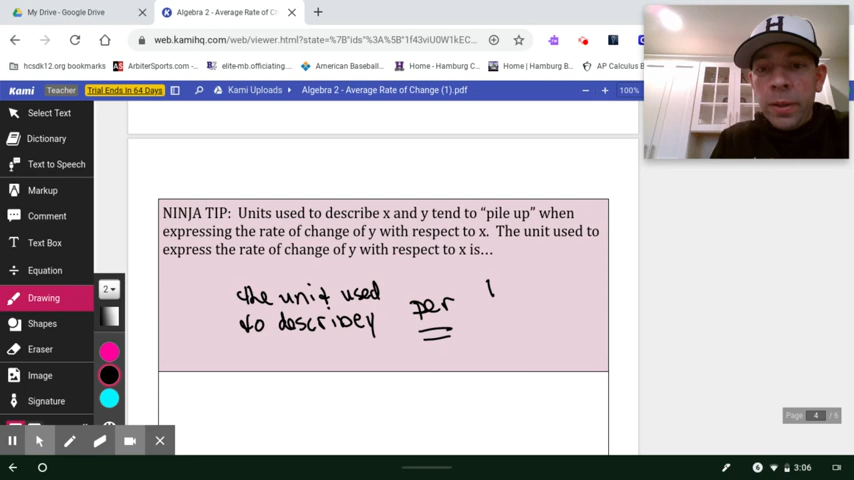 My Drive - Google Drive
Algebra 2 - Average Rate of Ch
web.kamihq.com/web/viewer.html?state=%7B"ids"%3A%5B"1f43viU0W1kEC...
hcsdk12.org bookmarks
ArbiterSports.com -...
elite-mb.officiating...
American Baseball...
Home - Hamburg C...
Home | Hamburg B...
AP Calculus
Kami
Teacher
Trial Ends In 64 Days
Kami Uploads
Algebra 2 - Average Rate of Change (1).pdf
100%
H
Select Text
Dictionary
Text to Speech
Markup
Comment
Text Box
Equation
Drawing
2
Shapes
Eraser
Image
Signature
NINJA TIP: Units used to describe x and y tend to “pile up” when
expressing the rate of change of y with respect to x. The unit used to
express the rate of change of y with respect to x is...
the unit used
to describe y
per
Page 4 / 6
6
3:06